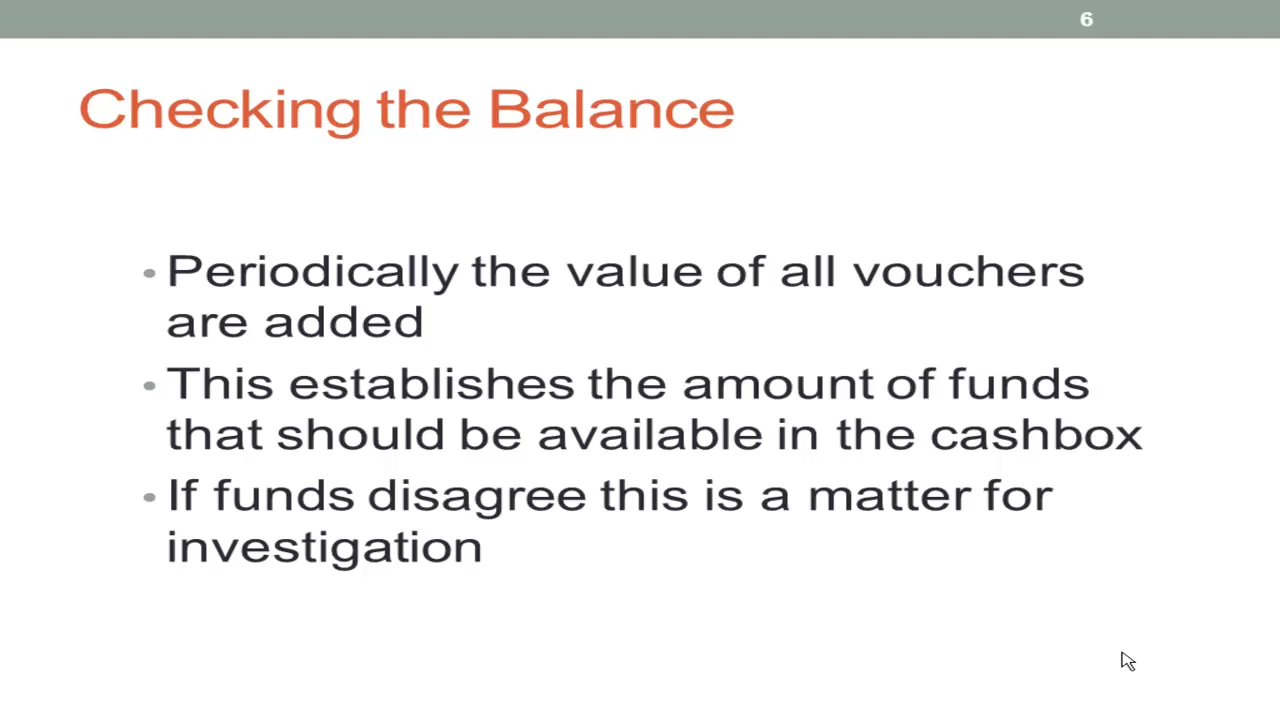 6
Checking the Balance
• Periodically the value of all vouchers
are added
• This establishes the amount of funds
that should be available in the cashbox
• If funds disagree this is a matter for
investigation